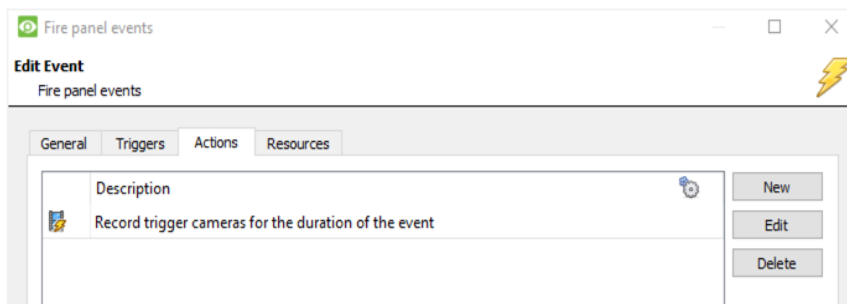 Fire panel events
Edit Event
Fire panel events
General Triggers Actions Resources
Description
New
Record trigger cameras for the duration of the event
Edit
Delete